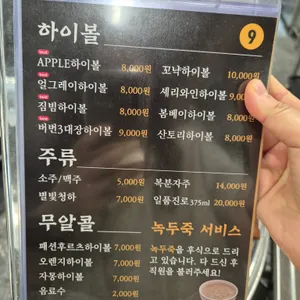 하이볼
9
APPLE하이볼 8,000원
얼그레이하이볼 8,000원
짐빔하이볼 8,000원
버번3대장하이볼 9,000원
꼬냑하이볼 10,000원
셰리와인하이볼 9,000원
봄베이하이볼 8,000원
산토리하이볼 8,000원
주류
소주/맥주 5,000원
별빛청하 7,000원
복분자주 14,000원
일품진로 375ml 20,000원
무알콜
패션후르츠하이볼 7,000원
오렌지하이볼 7,000원
자몽하이볼 7,000원
음료수 2,000원
녹두죽 서비스
녹두죽을 후식으로 드리
고 있습니다. 다 드신 후
직원을 불러주세요!